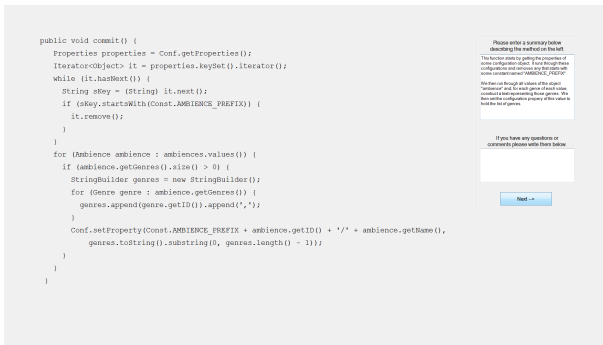 public void commit() {
Properties properties = Conf.getProperties();
Iterator<Object> it = properties.keySet().iterator();
while (it.hasNext()) {
String sKey = (String) it.next();
if (sKey.startsWith(Const.AMBIENCE_PREFIX)) {
it.remove();
}
}
for (Ambience ambience : ambiences.values()) {
if (ambience.getGenres().size() > 0) {
StringBuilder genres = new StringBuilder();
for (Genre genre : ambience.getGenres()) {
genres.append(genre.getID()).append(',');
}
Conf.setProperty(Const.AMBIENCE_PREFIX + ambience.getID() + '/' + ambience.getName(),
genres.toString().substring(0, genres.length() - 1));
}
}
}
Please enter a summary below
describing the method on the left.
This function starts by getting the properties of
some configuration object. It runs through these
configurations and removes any that starts with
some constant named "AMBIENCE_PREFIX".
We then run through all values of the object
"ambience" and, for each genre of each value,
construct a text representing those genres. We
then set the configuration property of this value to
hold the list of genres.
If you have any questions or
comments please write them below.
Next -->